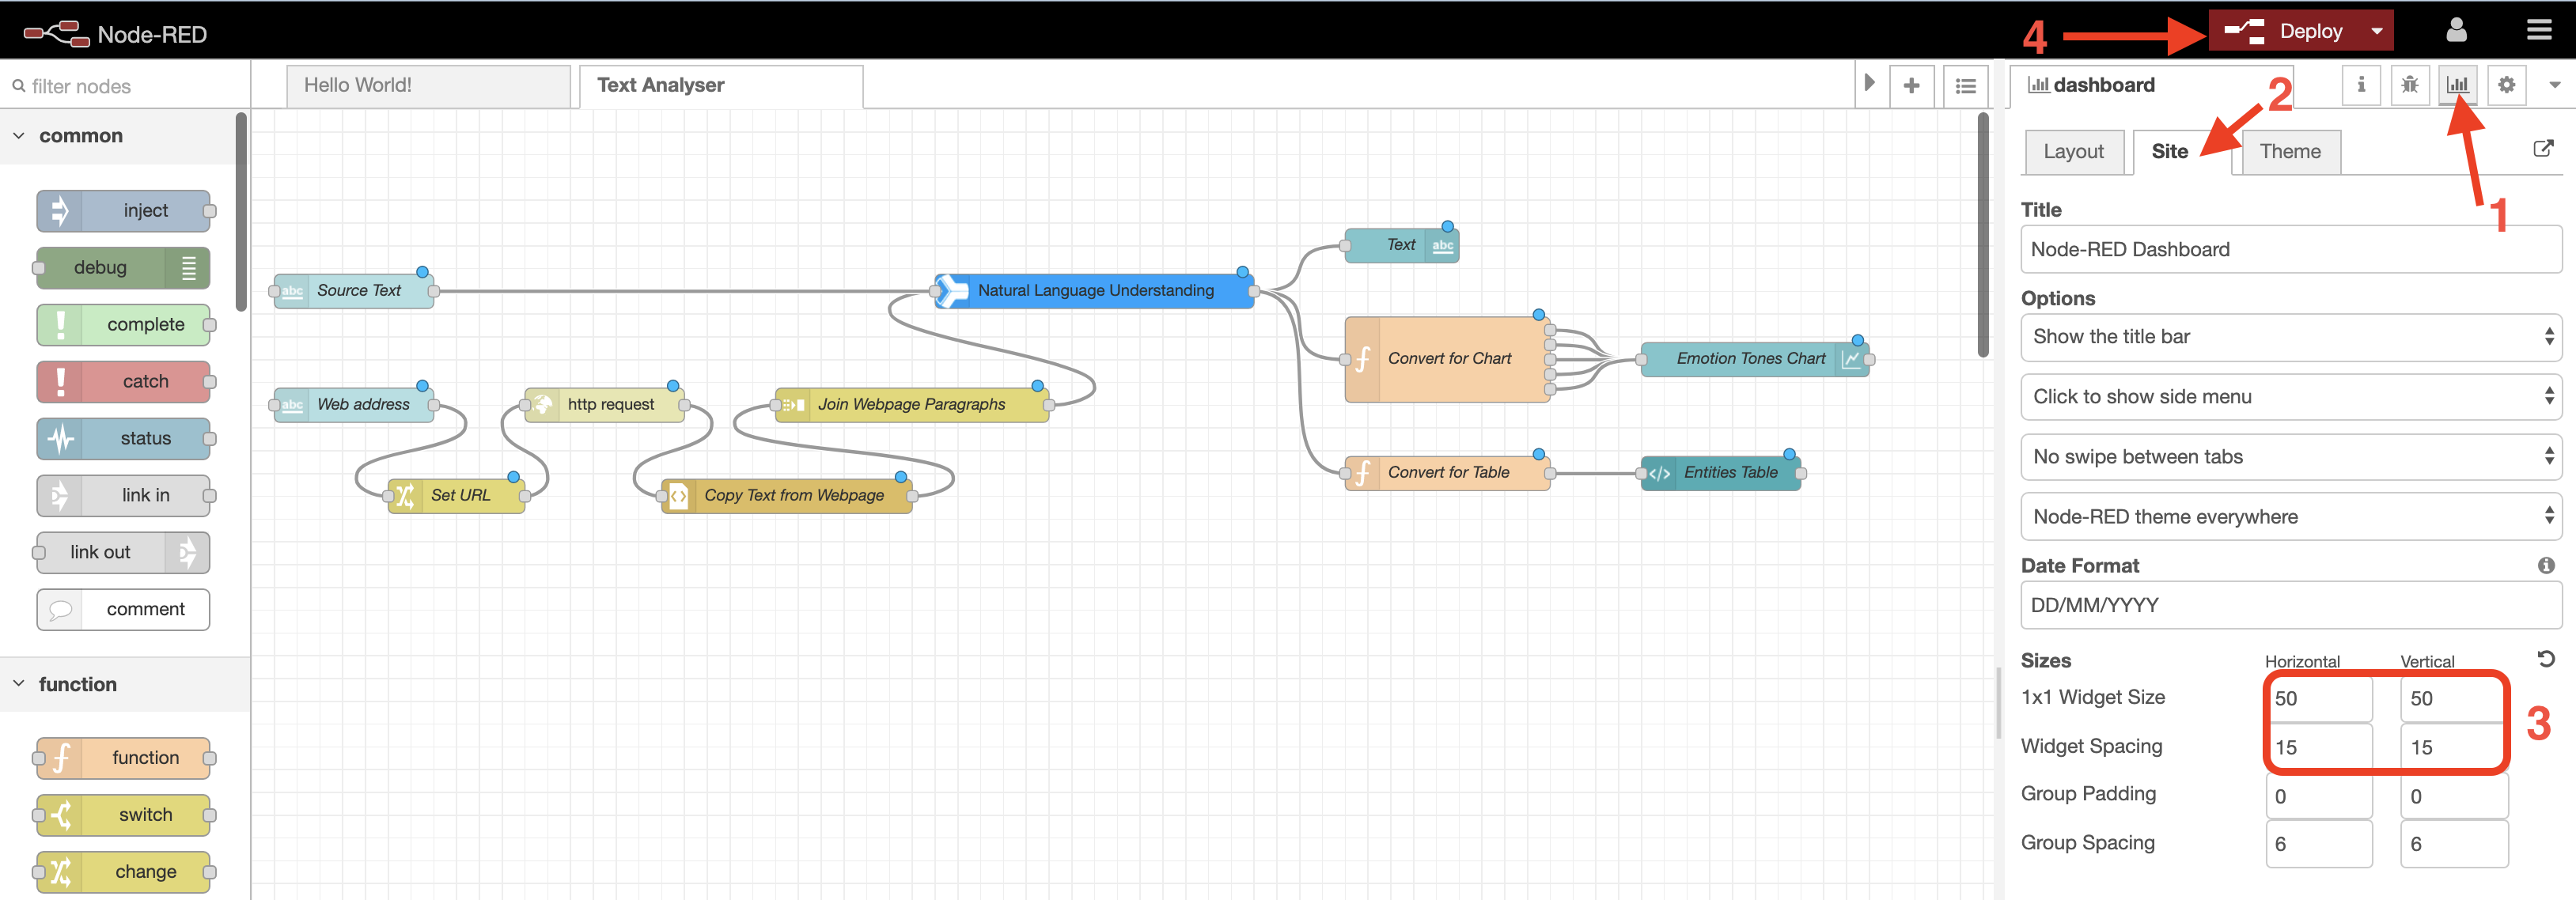 Node-RED
4
Deploy
filter nodes
Hello World!
Text Analyser
dashboard
2
common
Layout
Site
Theme
1
inject
debug
complete
catch
status
link in
link out
comment
function
function
switch
change
abc
Source Text
abc
Web address
Set URL
http request
Copy Text from Webpage
Join Webpage Paragraphs
Natural Language Understanding
Text
abc
Convert for Chart
Emotion Tones Chart
Convert for Table
Entities Table
Title
Node-RED Dashboard
Options
Show the title bar
Click to show side menu
No swipe between tabs
Node-RED theme everywhere
Date Format
DD/MM/YYYY
Sizes Horizontal Vertical
1x1 Widget Size 50 50
3
Widget Spacing 15 15
Group Padding 0 0
Group Spacing 6 6